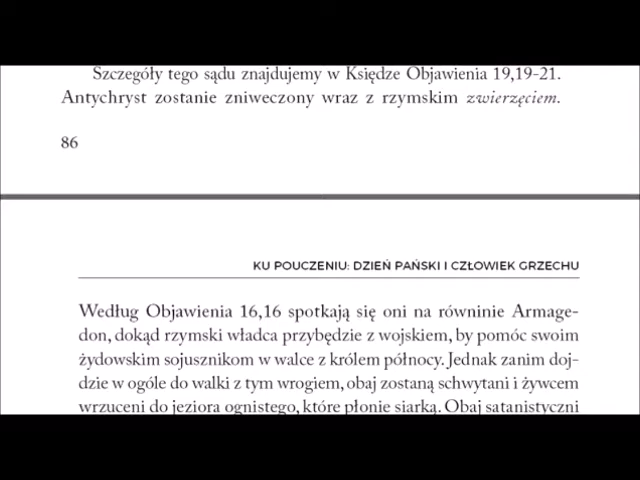 Szczegóły tego sądu znajdujemy w Księdze Objawienia 19,19-21.
Antychryst zostanie zniweczony wraz z rzymskim zwierzęciem.
86
KU POUCZENIU: DZIEŃ PAŃSKI I CZŁOWIEK GRZECHU
Według Objawienia 16,16 spotkają się oni na równinie Armage-
don, dokąd rzymski władca przybędzie z wojskiem, by pomóc swoim
żydowskim sojusznikom w walce z królem północy. Jednak zanim doj-
dzie w ogóle do walki z tym wrogiem, obaj zostaną schwytani i żywcem
wrzuceni do jeziora ognistego, które płonie siarką. Obaj satanistyczni